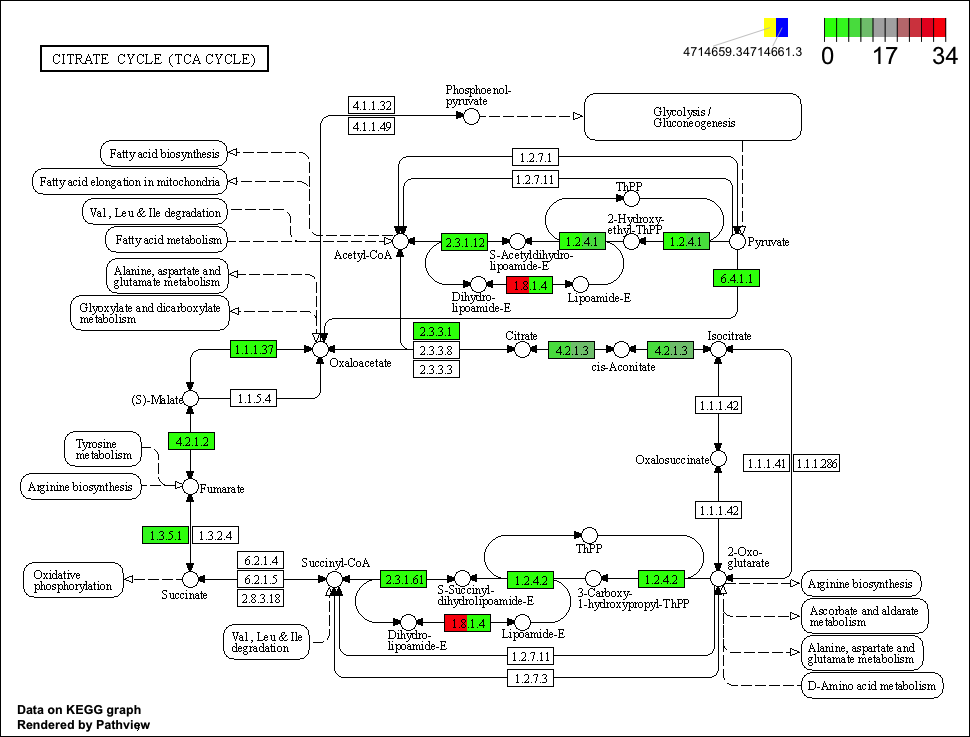 CITRATE CYCLE (TCA CYCLE)
4714659.34714661.3
0 17 34
Phosphoenol-
pyruvate
4.1.1.32
4.1.1.49
Glycolysis /
Gluconeogenesis
Fatty acid biosynthesis
Fatty acid elongation in mitochondria
Val , Leu & Ile degradation
Fatty acid metabolism
Alanine, aspartate and
glutamate metabolism
Glyoxylate and dicarboxylate
metabolism
1.2.7.1
1.2.7.11
ThPP
2-Hydroxy-
ethyl-ThPP
Acetyl-CoA
2.3.1.12
S-Acetyldihydro-
lipoamide-E
1.2.4.1
1.2.4.1
Pyruvate
6.4.1.1
1.8.1.4
Dihydro-
lipoamide-E
Lipoamide-E
1.1.1.37
Oxaloacetate
2.3.3.1
2.3.3.8
2.3.3.3
Citrate
4.2.1.3
cis-Aconitate
4.2.1.3
Isocitrate
(S)-Malate
1.1.5.4
1.1.1.42
4.2.1.2
Tyrosine
metabolism
Arginine biosynthesis
Fumarate
Oxalosuccinate
1.1.1.41
1.1.1.286
1.1.1.42
1.3.5.1
1.3.2.4
Oxidative
phosphorylation
Succinate
6.2.1.4
6.2.1.5
2.8.3.18
Succinyl-CoA
2.3.1.61
S-Succinyl-
dihydrolipoamide-E
1.2.4.2
ThPP
3-Carboxy-
1-hydroxypropyl-ThPP
1.2.4.2
2-Oxo-
glutarate
1.8.1.4
Dihydro-
lipoamide-E
Lipoamide-E
Val , Leu & Ile
degradation
1.2.7.11
1.2.7.3
Arginine biosynthesis
Ascorbate and aldarate
metabolism
Alanine, aspartate and
glutamate metabolism
D-Amino acid metabolism
Data on KEGG graph
Rendered by Pathview